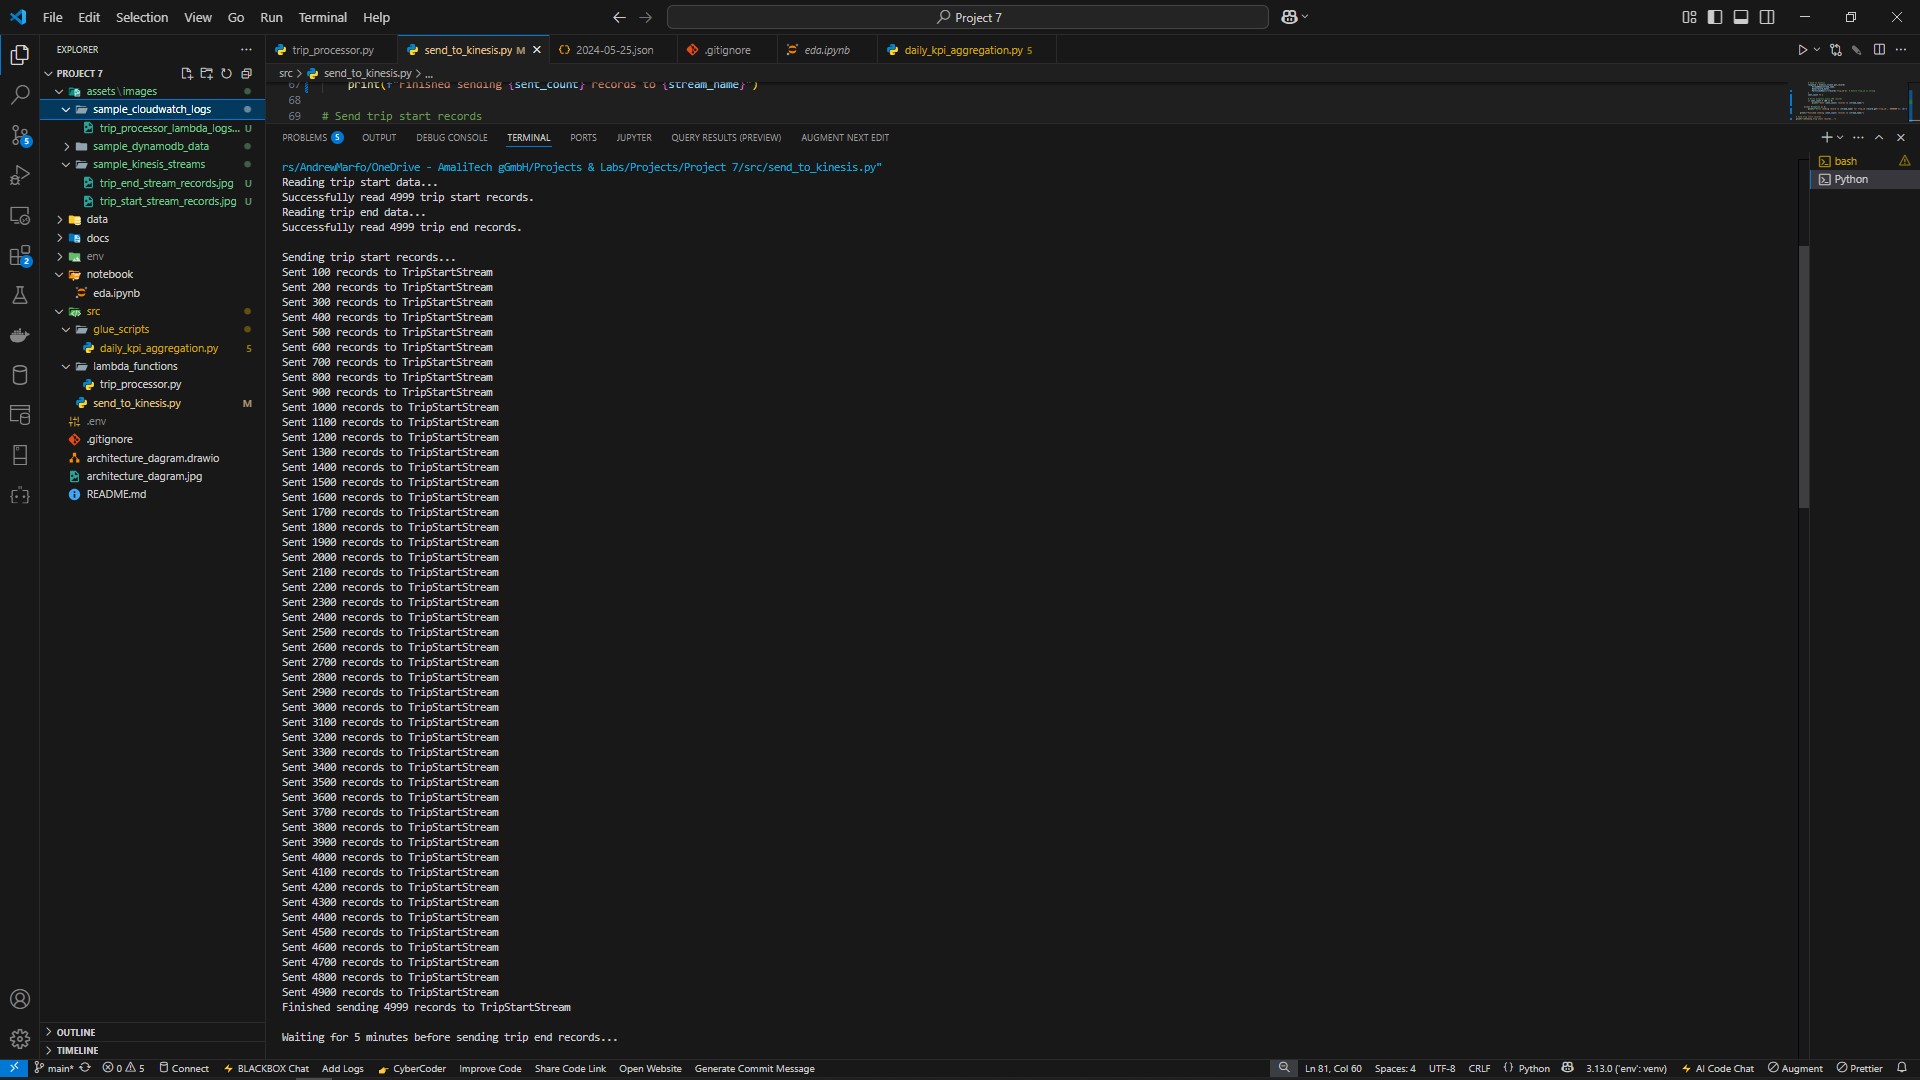 File Edit Selection View Go Run Terminal Help
Project 7
EXPLORER
PROJECT 7
assets\images
sample_cloudwatch_logs
trip_processor_lambda_logs... U
sample_dynamodb_data
sample_kinesis_streams
trip_end_stream_records.jpg U
trip_start_stream_records.jpg U
data
docs
env
notebook
eda.ipynb
src
glue_scripts
daily_kpi_aggregation.py 5
lambda_functions
trip_processor.py
send_to_kinesis.py M
.env
.gitignore
architecture_dagram.drawio
architecture_dagram.jpg
README.md
OUTLINE
TIMELINE
5
2
trip_processor.py send_to_kinesis.py M 2024-05-25.json .gitignore eda.ipynb daily_kpi_aggregation.py 5
src > send_to_kinesis.py > ...
67 print(f"Finished sending {sent_count} records to {stream_name}")
68
69 # Send trip start records
PROBLEMS 5 OUTPUT DEBUG CONSOLE TERMINAL PORTS JUPYTER QUERY RESULTS (PREVIEW) AUGMENT NEXT EDIT
bash
Python
rs/AndrewMarfo/OneDrive - AmaliTech gGmbH/Projects & Labs/Projects/Project 7/src/send_to_kinesis.py"
Reading trip start data...
Successfully read 4999 trip start records.
Reading trip end data...
Successfully read 4999 trip end records.
Sending trip start records...
Sent 100 records to TripStartStream
Sent 200 records to TripStartStream
Sent 300 records to TripStartStream
Sent 400 records to TripStartStream
Sent 500 records to TripStartStream
Sent 600 records to TripStartStream
Sent 700 records to TripStartStream
Sent 800 records to TripStartStream
Sent 900 records to TripStartStream
Sent 1000 records to TripStartStream
Sent 1100 records to TripStartStream
Sent 1200 records to TripStartStream
Sent 1300 records to TripStartStream
Sent 1400 records to TripStartStream
Sent 1500 records to TripStartStream
Sent 1600 records to TripStartStream
Sent 1700 records to TripStartStream
Sent 1800 records to TripStartStream
Sent 1900 records to TripStartStream
Sent 2000 records to TripStartStream
Sent 2100 records to TripStartStream
Sent 2200 records to TripStartStream
Sent 2300 records to TripStartStream
Sent 2400 records to TripStartStream
Sent 2500 records to TripStartStream
Sent 2600 records to TripStartStream
Sent 2700 records to TripStartStream
Sent 2800 records to TripStartStream
Sent 2900 records to TripStartStream
Sent 3000 records to TripStartStream
Sent 3100 records to TripStartStream
Sent 3200 records to TripStartStream
Sent 3300 records to TripStartStream
Sent 3400 records to TripStartStream
Sent 3500 records to TripStartStream
Sent 3600 records to TripStartStream
Sent 3700 records to TripStartStream
Sent 3800 records to TripStartStream
Sent 3900 records to TripStartStream
Sent 4000 records to TripStartStream
Sent 4100 records to TripStartStream
Sent 4200 records to TripStartStream
Sent 4300 records to TripStartStream
Sent 4400 records to TripStartStream
Sent 4500 records to TripStartStream
Sent 4600 records to TripStartStream
Sent 4700 records to TripStartStream
Sent 4800 records to TripStartStream
Sent 4900 records to TripStartStream
Finished sending 4999 records to TripStartStream
Waiting for 5 minutes before sending trip end records...
main* 0 5 Connect BLACKBOX Chat Add Logs CyberCoder Improve Code Share Code Link Open Website Generate Commit Message Ln 81, Col 60 Spaces: 4 UTF-8 CRLF Python 3.13.0 ('env': venv) AI Code Chat Augment Prettier